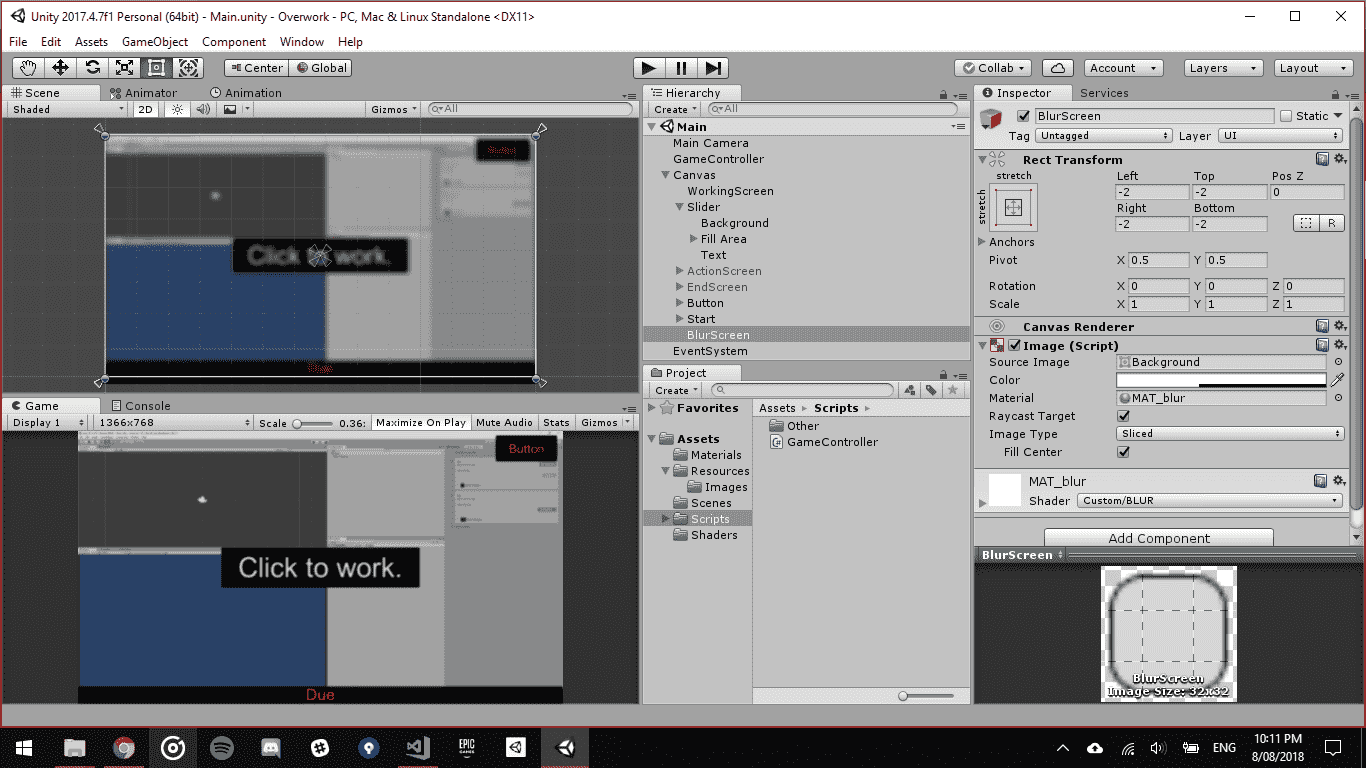 Unity 2017.4.7f1 Personal (64bit) - Main.unity - Overwork - PC, Mac & Linux Standalone <DX11>
File Edit Assets GameObject Component Window Help
Center Global
Collab Account Layers Layout
Scene Animator Animation
Shaded 2D Gizmos All
Click to work.
Game Console
Display 1 1366x768 Scale 0.36: Maximize On Play Mute Audio Stats Gizmos
Button
Click to work.
Due
Hierarchy
Create All
Main
Main Camera
GameController
Canvas
WorkingScreen
Slider
Background
Fill Area
Text
ActionScreen
EndScreen
Button
Start
BlurScreen
EventSystem
Project
Create
Favorites
Assets
Materials
Resources
Images
Scenes
Scripts
Shaders
Assets Scripts
Other
GameController
Inspector Services
BlurScreen Static
Tag Untagged Layer UI
Rect Transform
stretch
stretch
Left Top Pos Z
-2 -2 0
Right Bottom
-2 -2 R
Anchors
Pivot X 0.5 Y 0.5
Rotation X 0 Y 0 Z 0
Scale X 1 Y 1 Z 1
Canvas Renderer
Image (Script)
Source Image Background
Color
Material MAT_blur
Raycast Target
Image Type Sliced
Fill Center
MAT_blur
Shader Custom/BLUR
Add Component
BlurScreen
BlurScreen
Image Size: 32x32
EPIC
GAMES
ENG
10:11 PM
8/08/2018